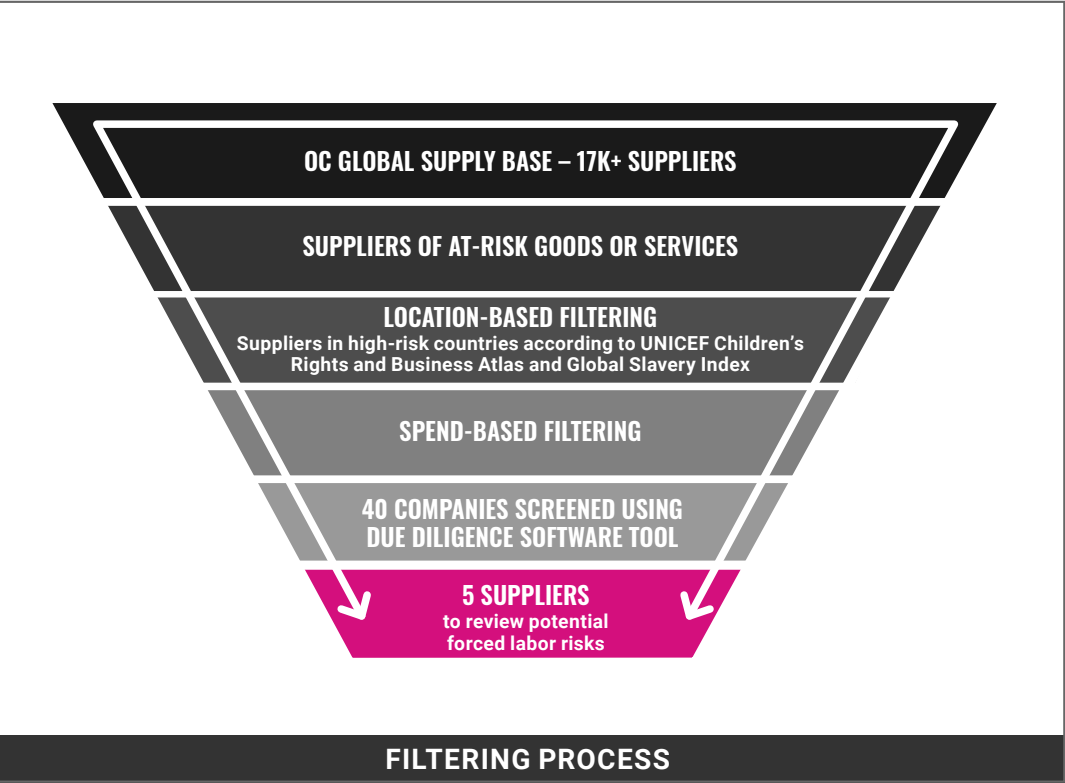 OC GLOBAL SUPPLY BASE – 17K+ SUPPLIERS
SUPPLIERS OF AT-RISK GOODS OR SERVICES
LOCATION-BASED FILTERING
Suppliers in high-risk countries according to UNICEF Children’s
Rights and Business Atlas and Global Slavery Index
SPEND-BASED FILTERING
40 COMPANIES SCREENED USING
DUE DILIGENCE SOFTWARE TOOL
5 SUPPLIERS
to review potential
forced labor risks
FILTERING PROCESS